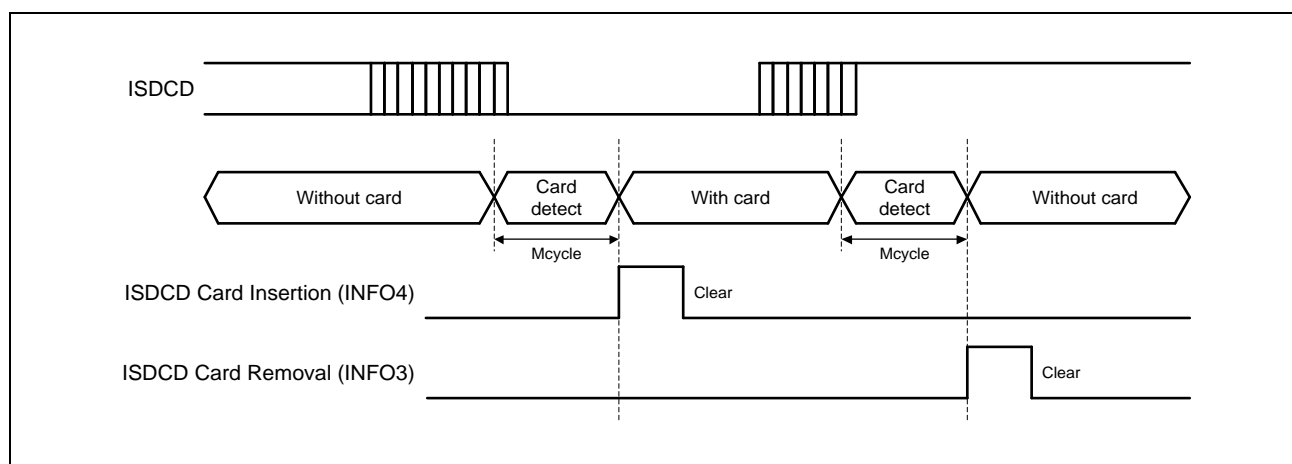 ISDCD
Without card
Card
detect
With card
Card
detect
Without card
Mcycle
Mcycle
ISDCD Card Insertion (INFO4)
Clear
ISDCD Card Removal (INFO3)
Clear